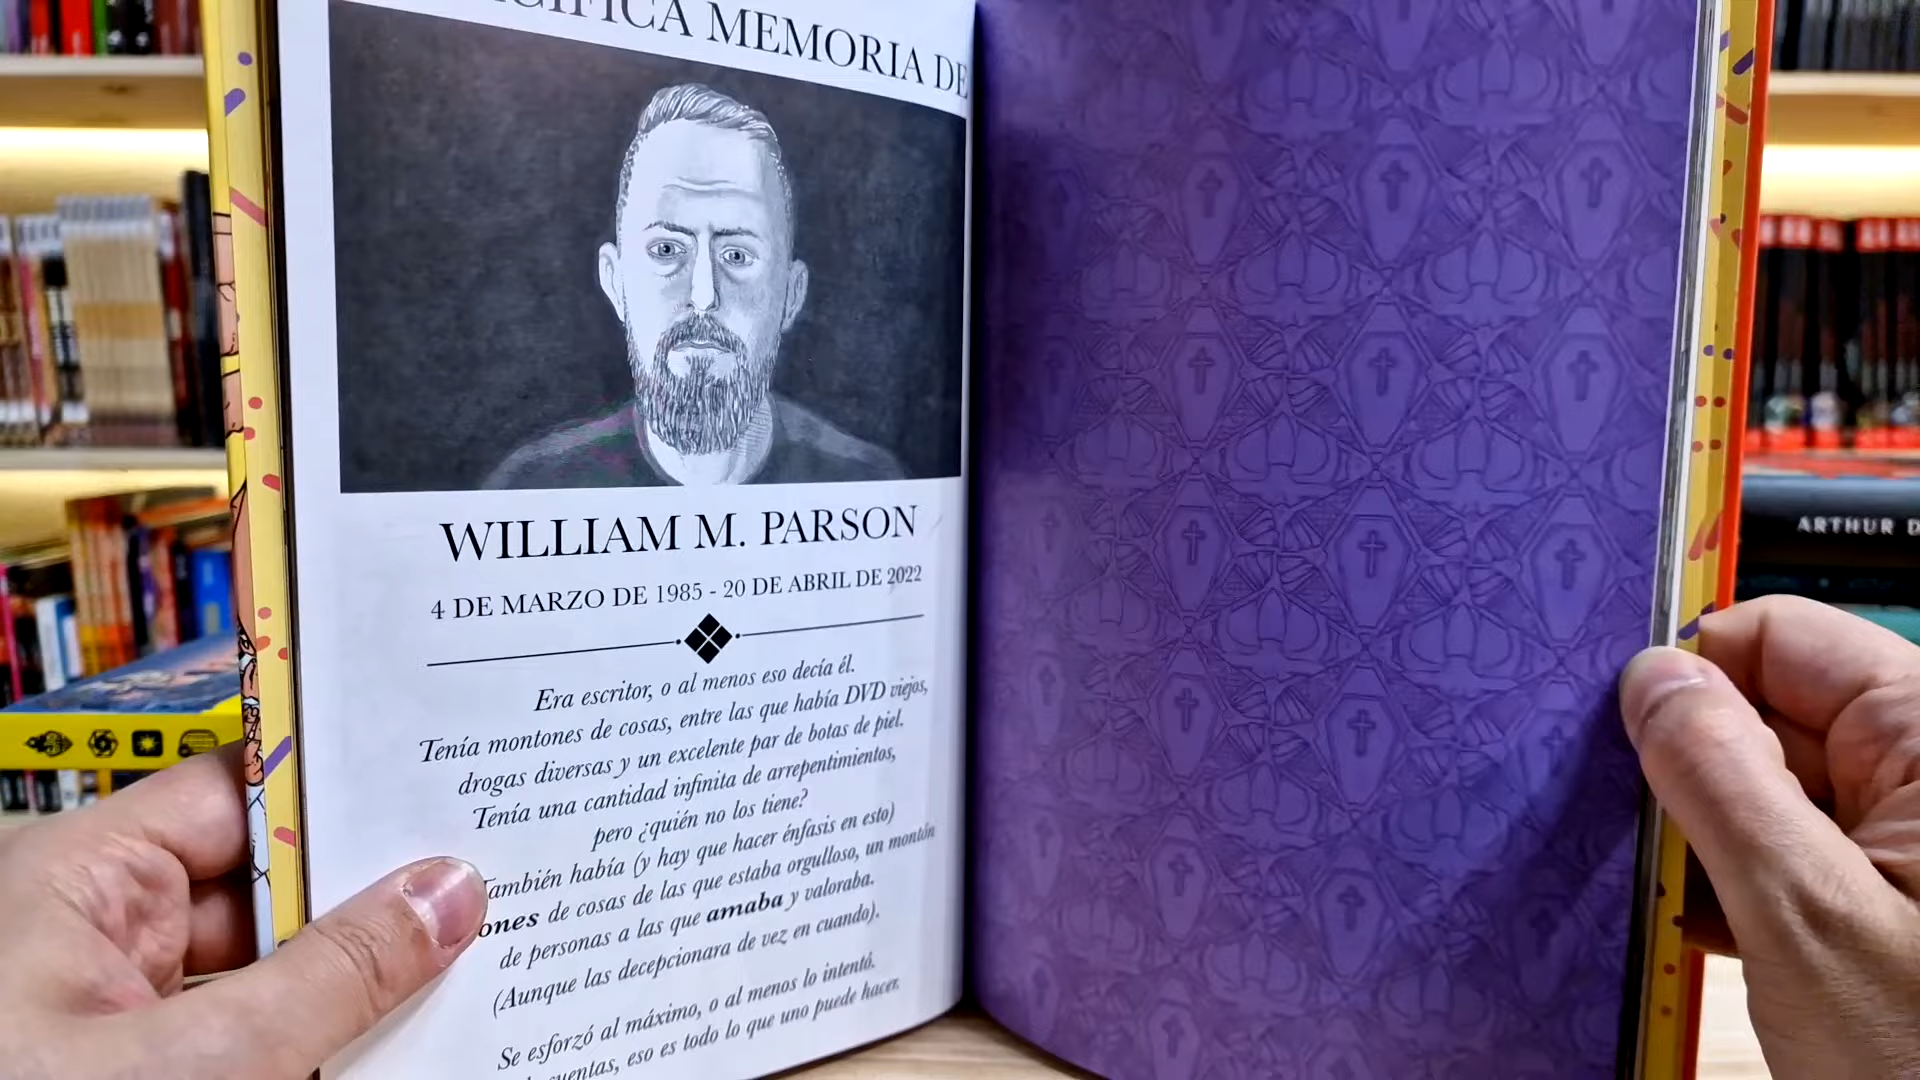 MEMORIA DE
WILLIAM M. PARSON
4 DE MARZO DE 1985 - 20 DE ABRIL DE 2022
Era escritor, o al menos eso decía él.
Tenía montones de cosas, entre las que había DVD viejos,
drogas diversas y un excelente par de botas de piel.
Tenía una cantidad infinita de arrepentimientos,
pero ¿quién no los tiene?
También había (y hay que hacer énfasis en esto)
ones de cosas de las que estaba orgulloso, un montón
de personas a las que amaba y valoraba.
(Aunque las decepcionara de vez en cuando).
Se esforzó al máximo, o al menos lo intentó.
cuentas, eso es todo lo que uno puede hacer.
ARTHUR D